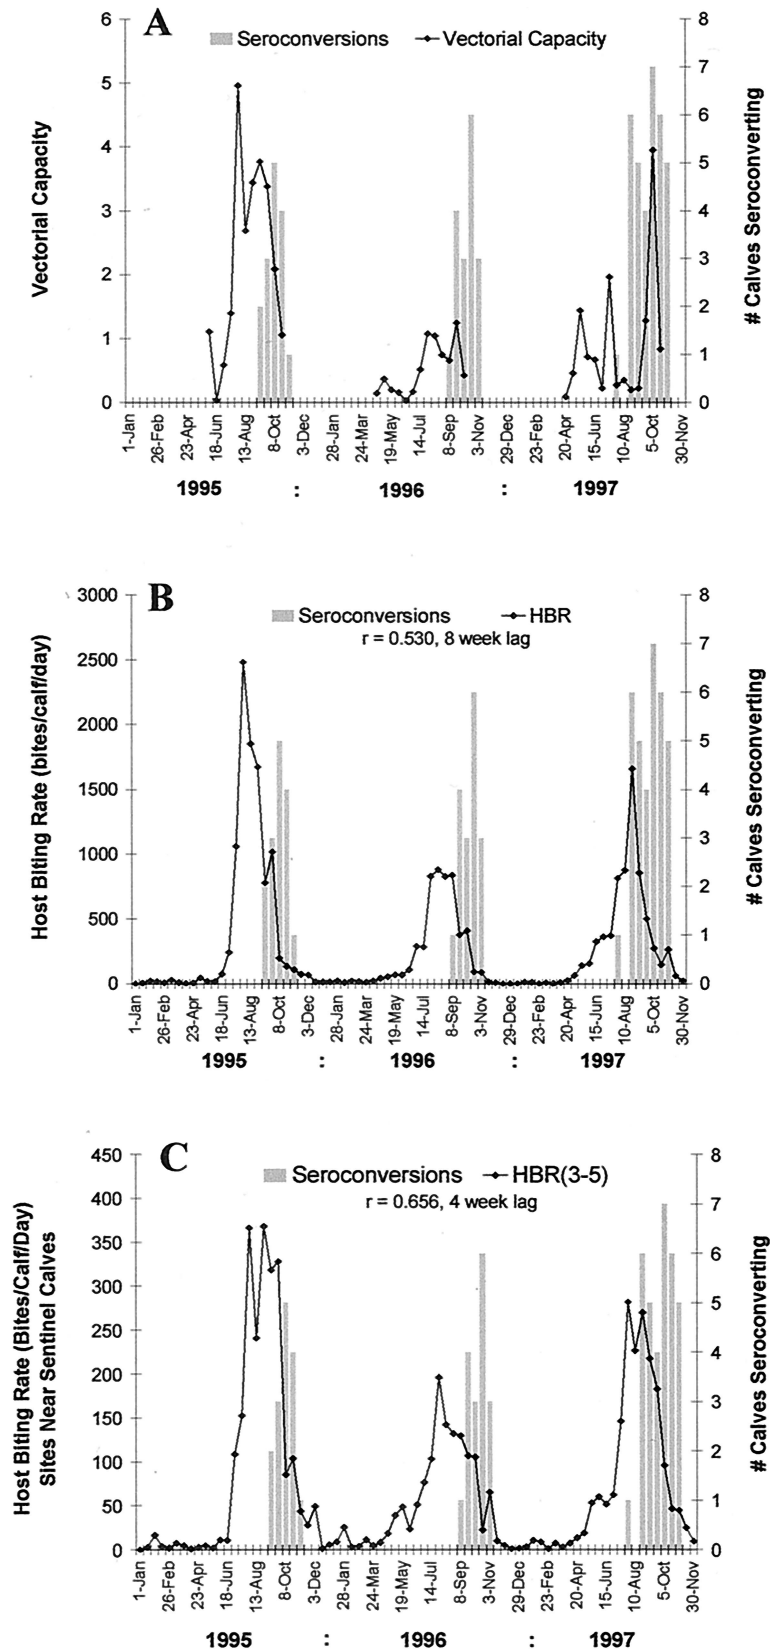 A
Seroconversions
Vectorial Capacity
6
5
4
3
2
1
0
Vectorial Capacity
8
7
6
5
4
3
2
1
0
# Calves Seroconverting
1-Jan
26-Feb
23-Apr
18-Jun
13-Aug
8-Oct
3-Dec
28-Jan
24-Mar
19-May
14-Jul
8-Sep
3-Nov
29-Dec
23-Feb
20-Apr
15-Jun
10-Aug
5-Oct
30-Nov
1995 : 1996 : 1997
B
Seroconversions
HBR
r = 0.530, 8 week lag
3000
2500
2000
1500
1000
500
0
Host Biting Rate (bites/calf/day)
8
7
6
5
4
3
2
1
0
# Calves Seroconverting
1-Jan
26-Feb
23-Apr
18-Jun
13-Aug
8-Oct
3-Dec
28-Jan
24-Mar
19-May
14-Jul
8-Sep
3-Nov
29-Dec
23-Feb
20-Apr
15-Jun
10-Aug
5-Oct
30-Nov
1995 : 1996 : 1997
C
Seroconversions
HBR(3-5)
r = 0.656, 4 week lag
450
400
350
300
250
200
150
100
50
0
Host Biting Rate (Bites/Calf/Day)
Sites Near Sentinel Calves
8
7
6
5
4
3
2
1
0
# Calves Seroconverting
1-Jan
26-Feb
23-Apr
18-Jun
13-Aug
8-Oct
3-Dec
28-Jan
24-Mar
19-May
14-Jul
8-Sep
3-Nov
29-Dec
23-Feb
20-Apr
15-Jun
10-Aug
5-Oct
30-Nov
1995 : 1996 : 1997